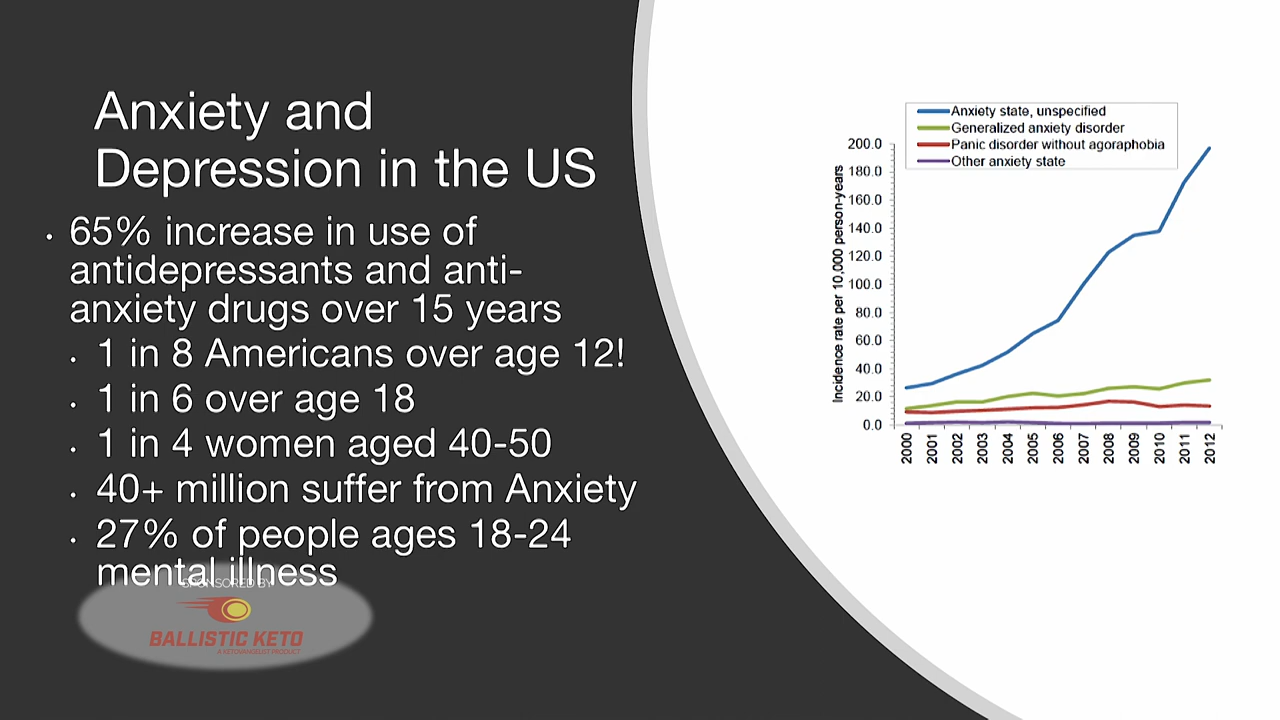 Anxiety and
Depression in the US
• 65% increase in use of
antidepressants and anti-
anxiety drugs over 15 years
• 1 in 8 Americans over age 12!
• 1 in 6 over age 18
• 1 in 4 women aged 40-50
• 40+ million suffer from Anxiety
• 27% of people ages 18-24
mental illness
SPONSORED BY
BALLISTIC KETO
A KETOVANGELIST PRODUCT
Anxiety state, unspecified
Generalized anxiety disorder
Panic disorder without agoraphobia
Other anxiety state
Incidence rate per 10,000 person-years
200.0
180.0
160.0
140.0
120.0
100.0
80.0
60.0
40.0
20.0
0.0
2000 2001 2002 2003 2004 2005 2006 2007 2008 2009 2010 2011 2012